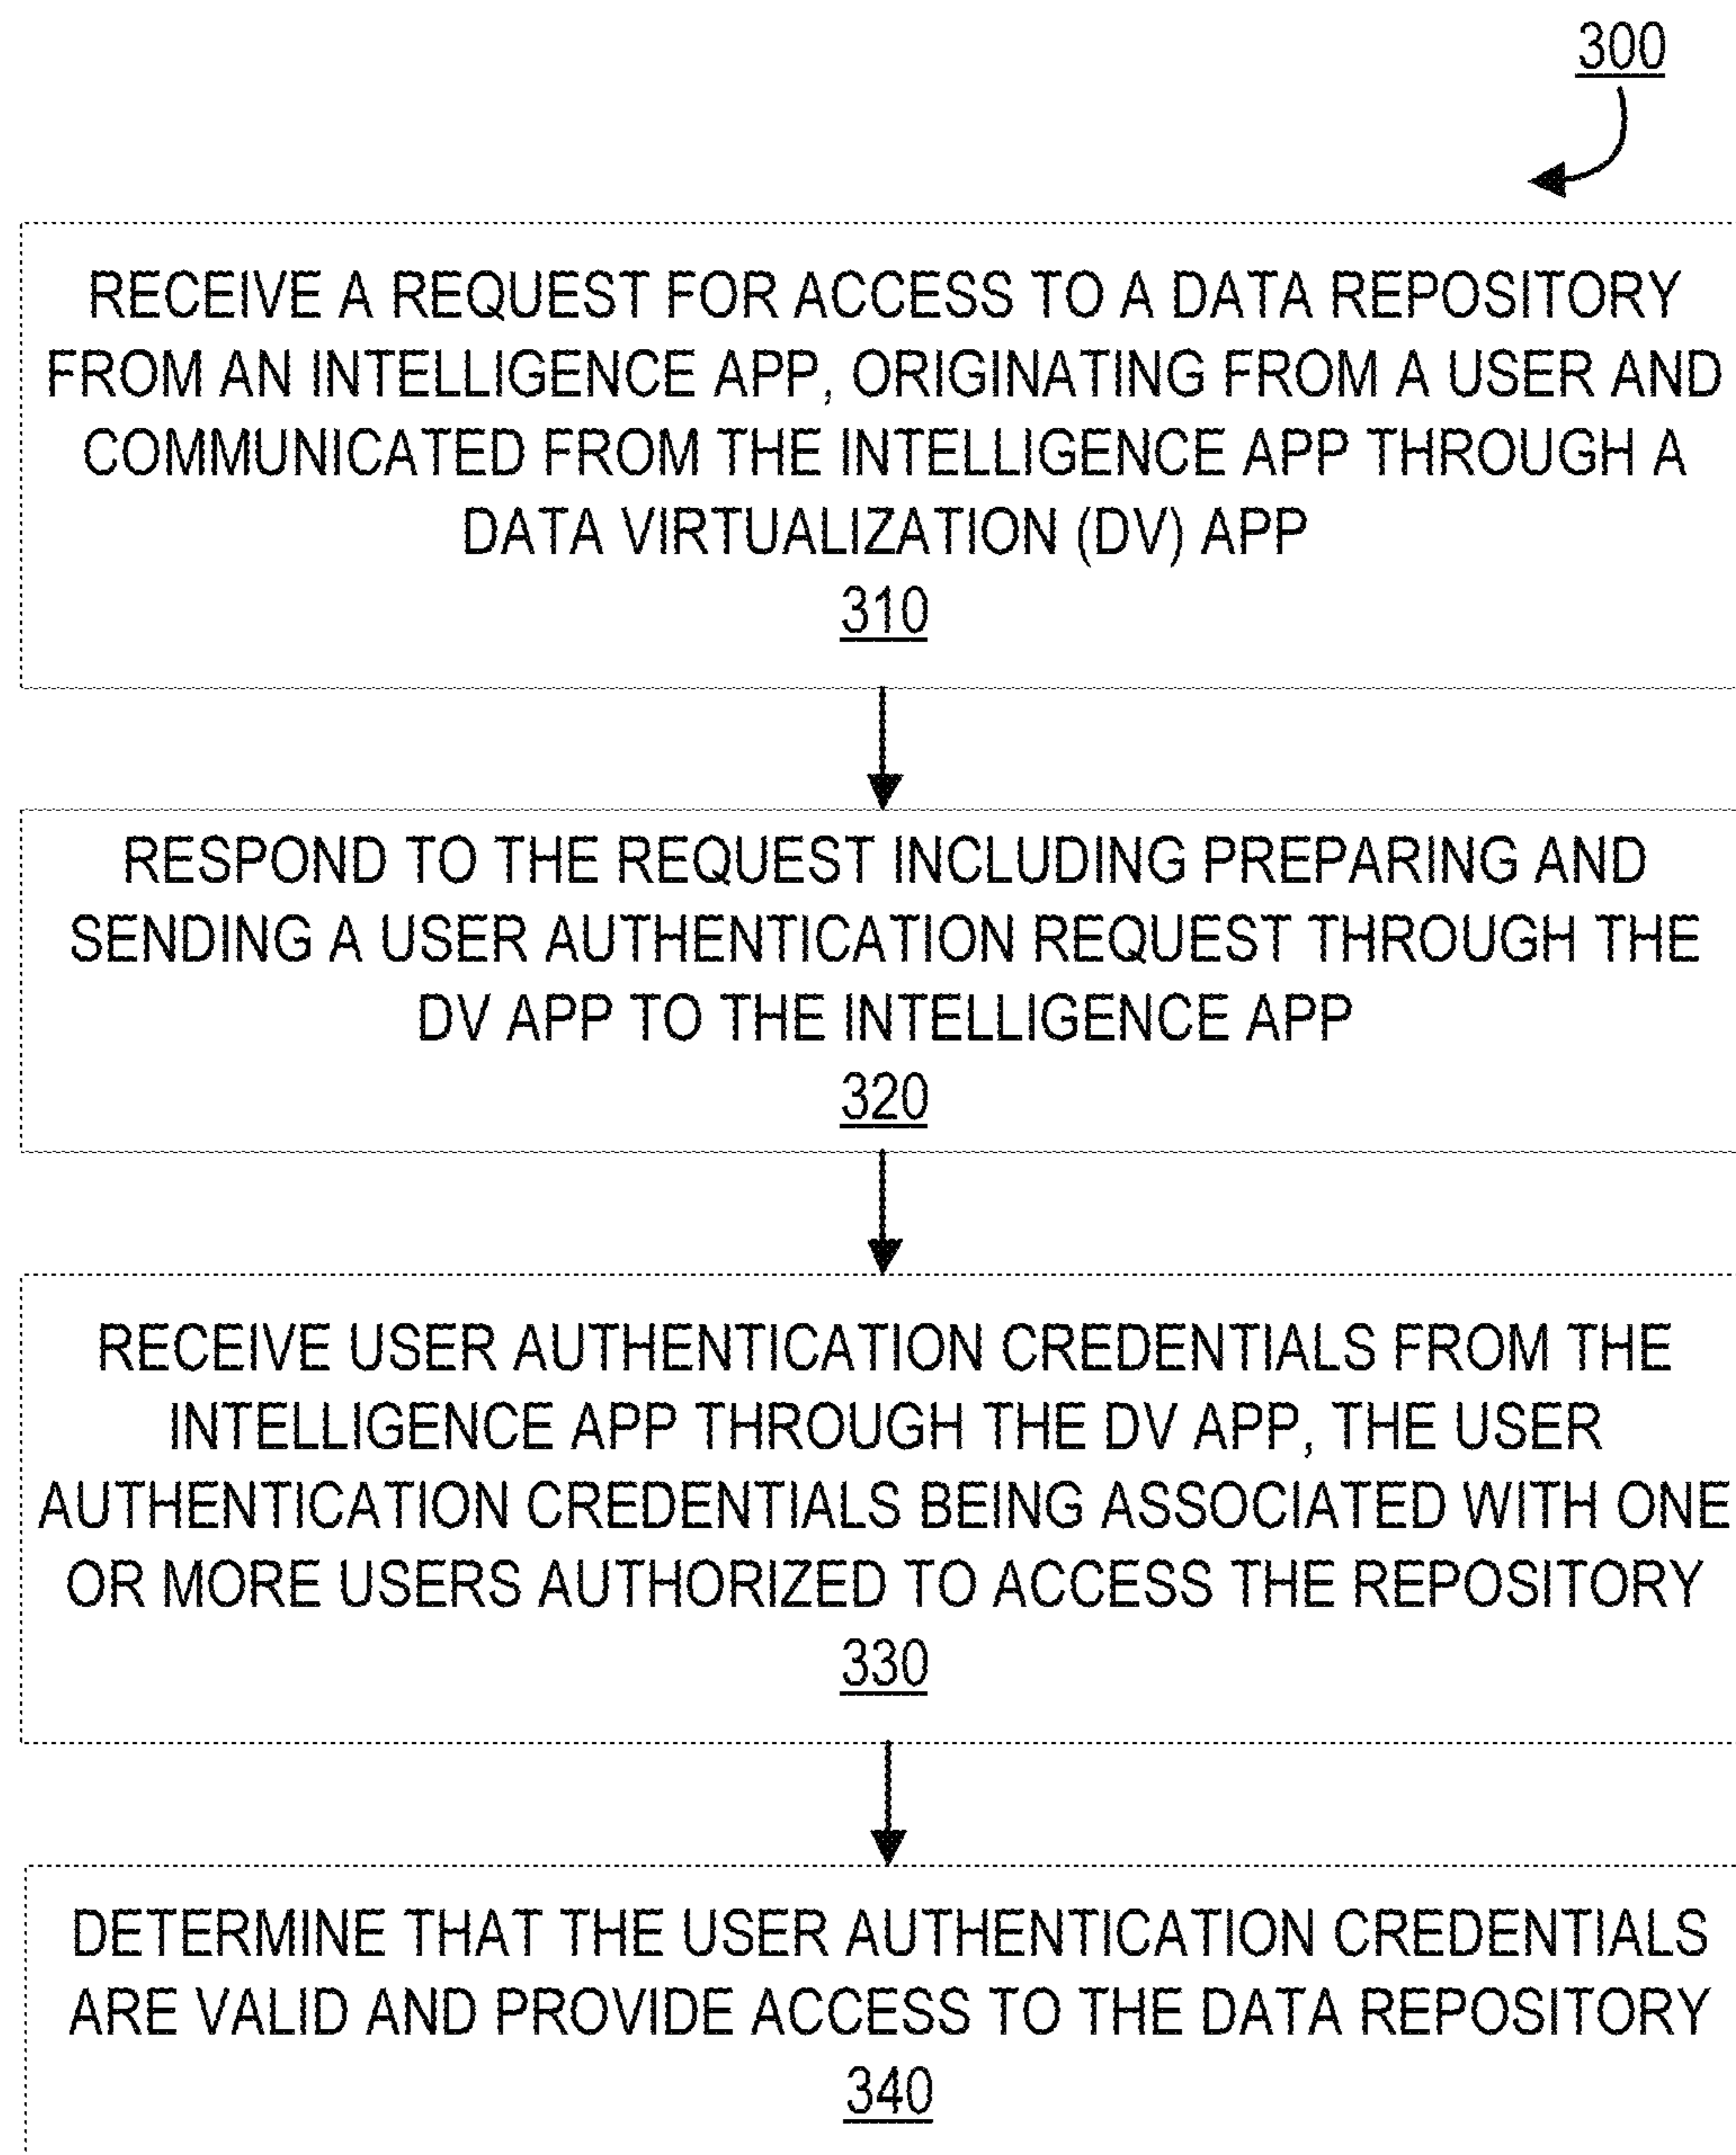 300
RECEIVE A REQUEST FOR ACCESS TO A DATA REPOSITORY
FROM AN INTELLIGENCE APP, ORIGINATING FROM A USER AND
COMMUNICATED FROM THE INTELLIGENCE APP THROUGH A
DATA VIRTUALIZATION (DV) APP
310
RESPOND TO THE REQUEST INCLUDING PREPARING AND
SENDING A USER AUTHENTICATION REQUEST THROUGH THE
DV APP TO THE INTELLIGENCE APP
320
RECEIVE USER AUTHENTICATION CREDENTIALS FROM THE
INTELLIGENCE APP THROUGH THE DV APP, THE USER
AUTHENTICATION CREDENTIALS BEING ASSOCIATED WITH ONE
OR MORE USERS AUTHORIZED TO ACCESS THE REPOSITORY
330
DETERMINE THAT THE USER AUTHENTICATION CREDENTIALS
ARE VALID AND PROVIDE ACCESS TO THE DATA REPOSITORY
340